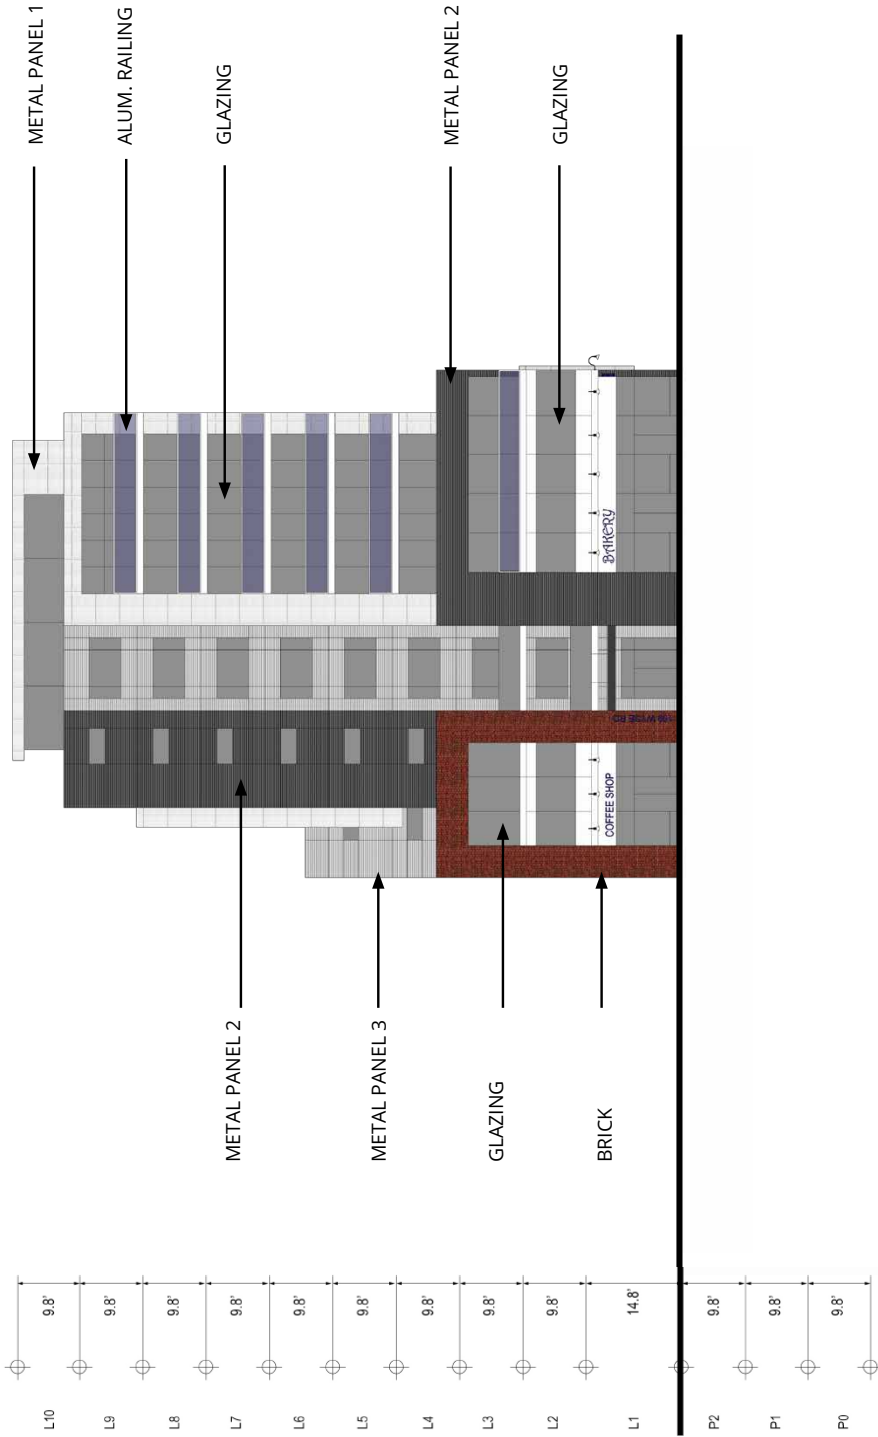 L10 9.8'
L9 9.8'
L8 9.8'
L7 9.8'
L6 9.8'
L5 9.8'
L4 9.8'
L3 9.8'
L2 9.8'
L1 14.8'
P2 9.8'
P1 9.8'
P0 9.8'
METAL PANEL 2
METAL PANEL 3
GLAZING
BRICK
COFFEE SHOP
WYSE RD
BAKERY
METAL PANEL 1
ALUM. RAILING
GLAZING
METAL PANEL 2
GLAZING